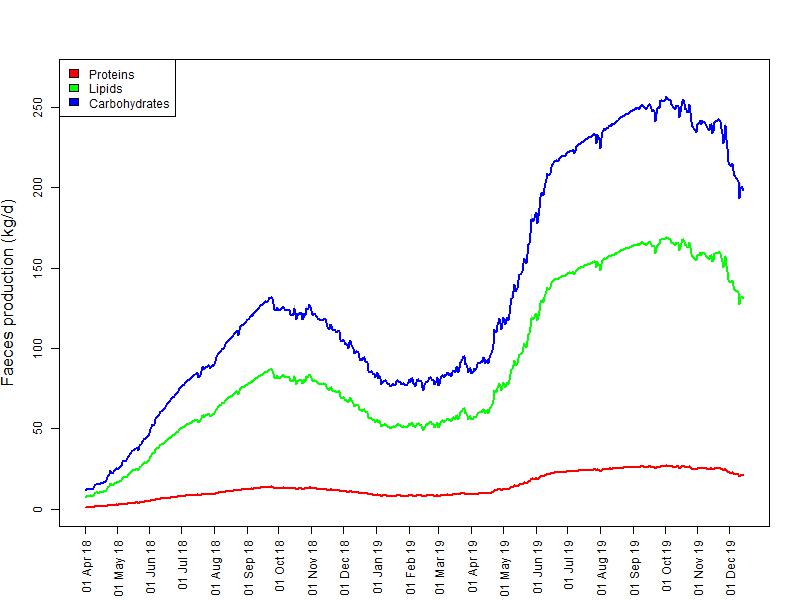 Proteins
Lipids
Carbohydrates
Faeces production (kg/d)
250
200
150
100
50
0
01 Apr 18
01 May 18
01 Jun 18
01 Jul 18
01 Aug 18
01 Sep 18
01 Oct 18
01 Nov 18
01 Dec 18
01 Jan 19
01 Feb 19
01 Mar 19
01 Apr 19
01 May 19
01 Jun 19
01 Jul 19
01 Aug 19
01 Sep 19
01 Oct 19
01 Nov 19
01 Dec 19